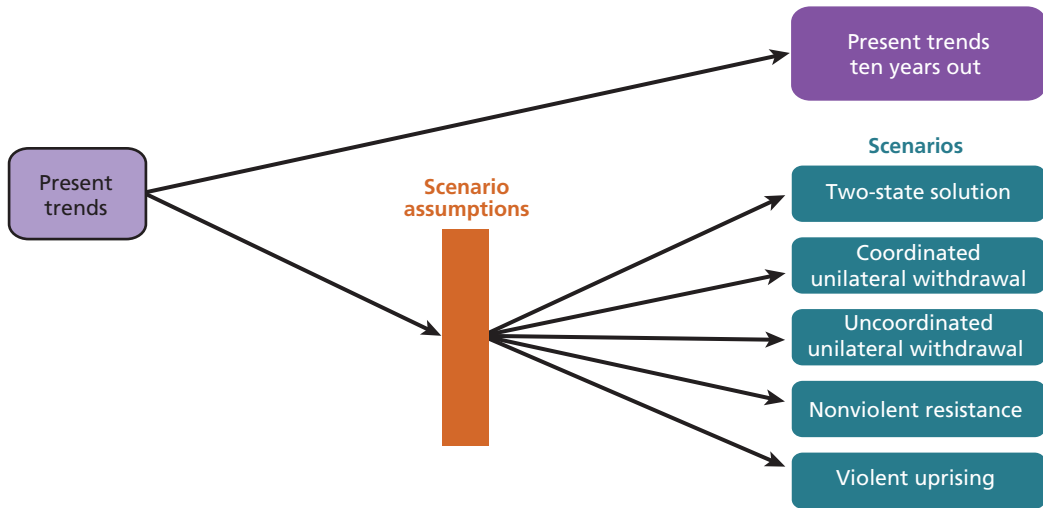 Present trends
ten years out
Present
trends
Scenario
assumptions
Scenarios
Two-state solution
Coordinated
unilateral withdrawal
Uncoordinated
unilateral withdrawal
Nonviolent resistance
Violent uprising